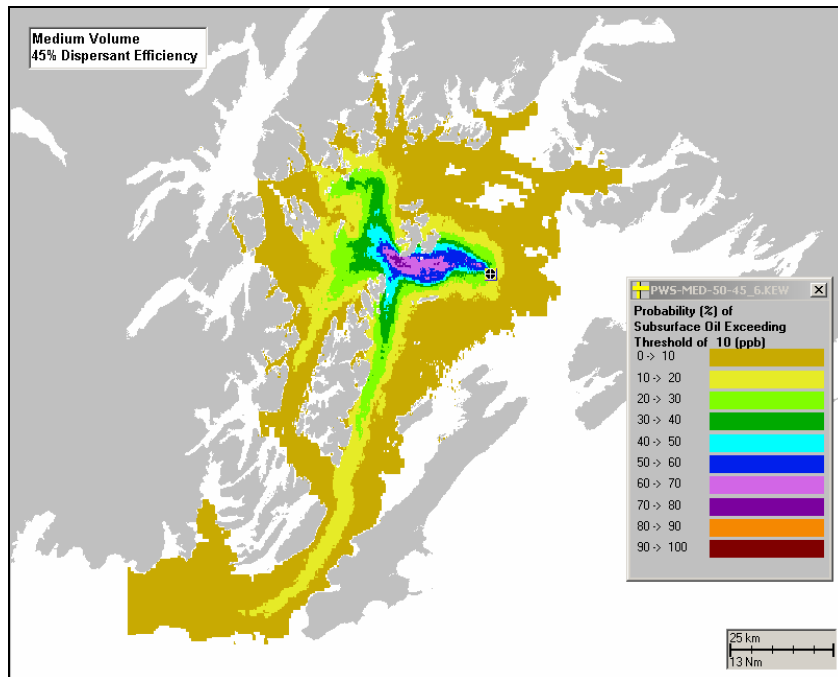 Medium Volume
45% Dispersant Efficiency
PWS-MED-50-45_6.KEW
Probability (%) of
Subsurface Oil Exceeding
Threshold of 10 (ppb)
0 -> 10
10 -> 20
20 -> 30
30 -> 40
40 -> 50
50 -> 60
60 -> 70
70 -> 80
80 -> 90
90 -> 100
25 km
13 Nm